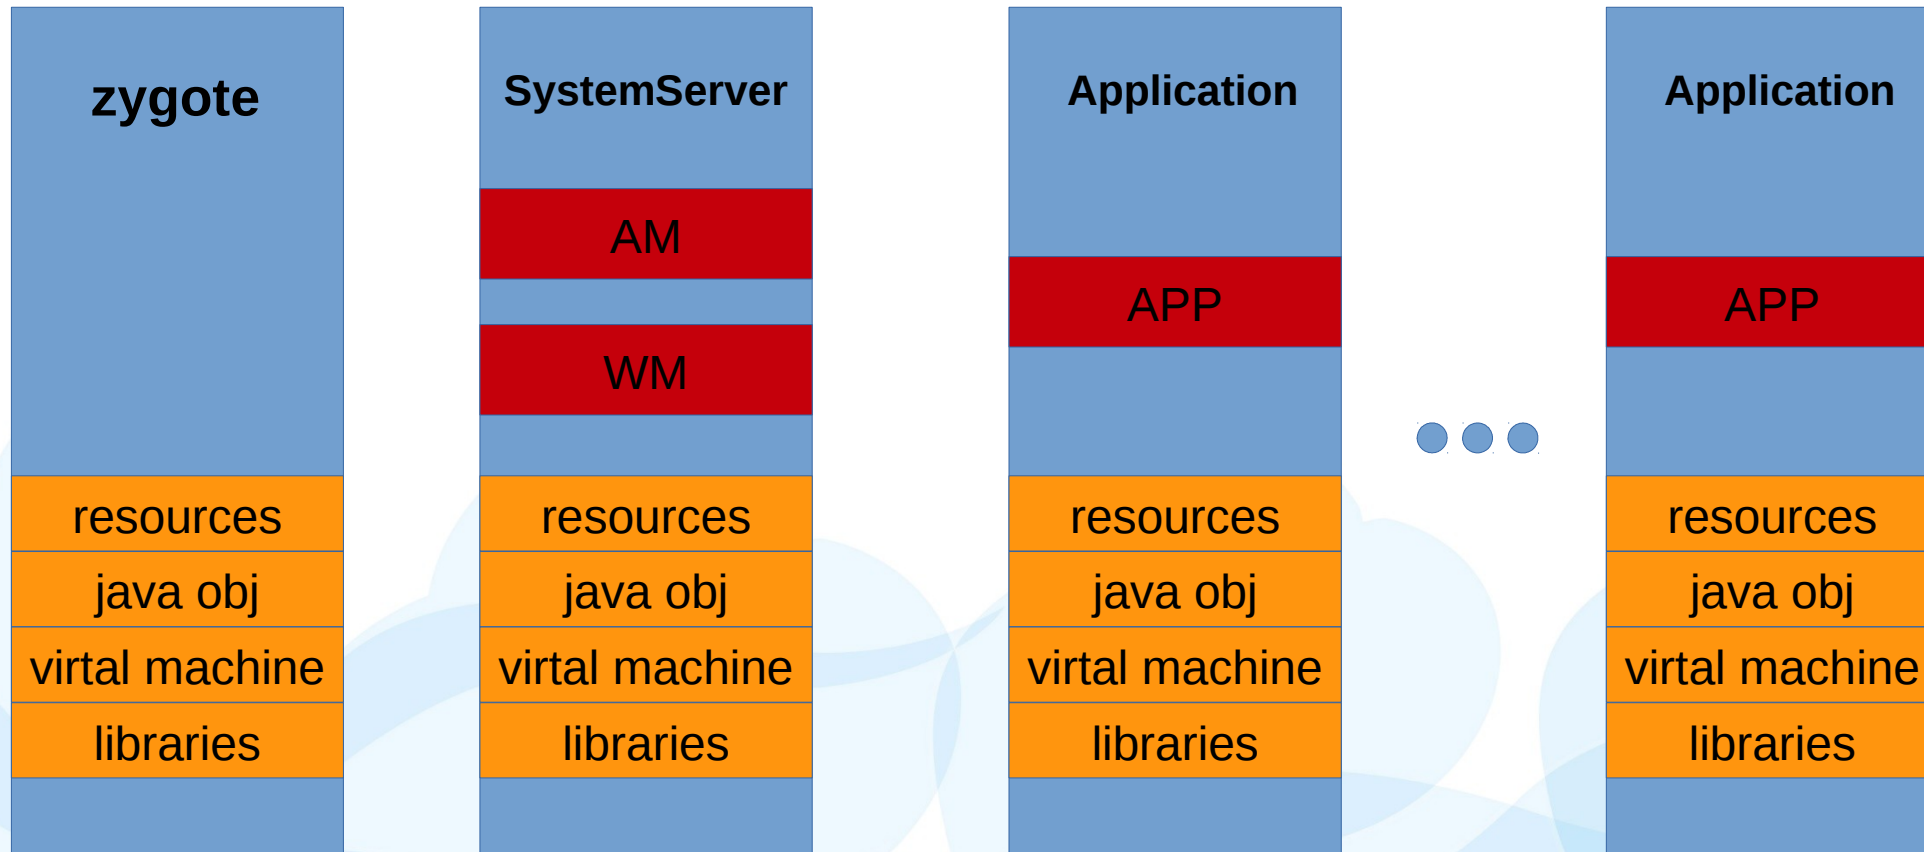 zygote
resources
java obj
virtal machine
libraries
SystemServer
AM
WM
resources
java obj
virtal machine
libraries
Application
APP
resources
java obj
virtal machine
libraries
Application
APP
resources
java obj
virtal machine
libraries